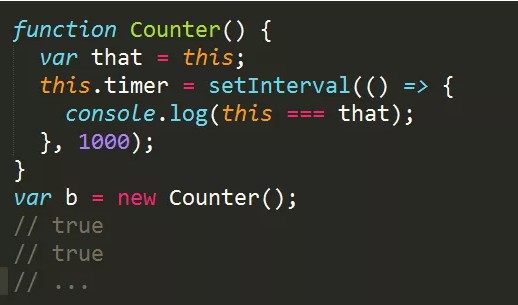 function Counter() {
  var that = this;
  this.timer = setInterval(() => {
    console.log(this === that);
  }, 1000);
}
var b = new Counter();
// true
// true
// ...